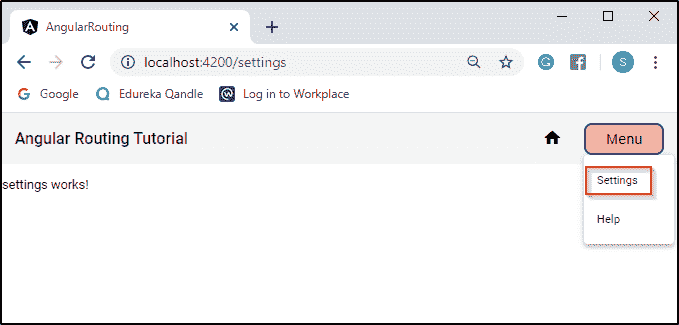 AngularRouting
localhost:4200/settings
G
S
Google
Edureka Qandle
Log in to Workplace
Angular Routing Tutorial
Menu
Settings
settings works!
Help